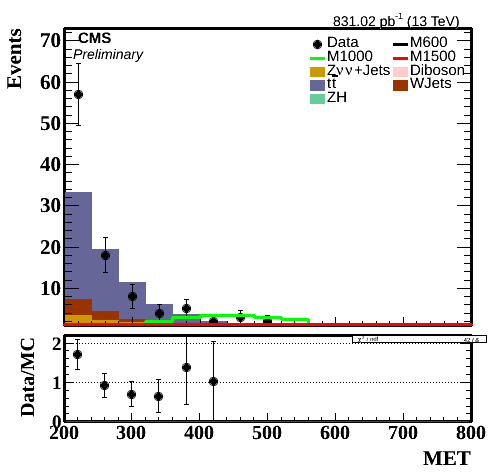 831.02 pb⁻¹ (13 TeV)
CMS
Preliminary
Data
M600
M1000
M1500
Zνν+Jets
Diboson
tt̄
WJets
ZH
Events
70
60
50
40
30
20
10
Data/MC
2
1
0
200
300
400
500
600
700
800
MET